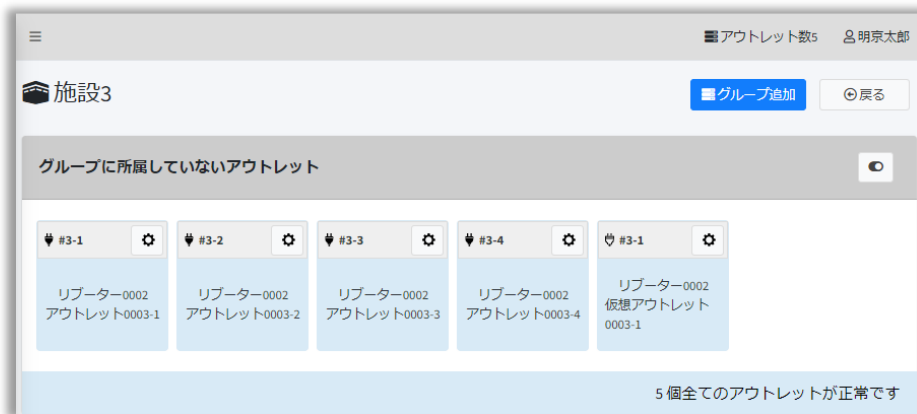 アウトレット数5 明京太郎
施設3
グループ追加 戻る
グループに所属していないアウトレット
#3-1 #3-2 #3-3 #3-4 #3-1
リブーター0002 リブーター0002 リブーター0002 リブーター0002 リブーター0002
アウトレット0003-1 アウトレット0003-2 アウトレット0003-3 アウトレット0003-4 仮想アウトレット
0003-1
5 個全てのアウトレットが正常です